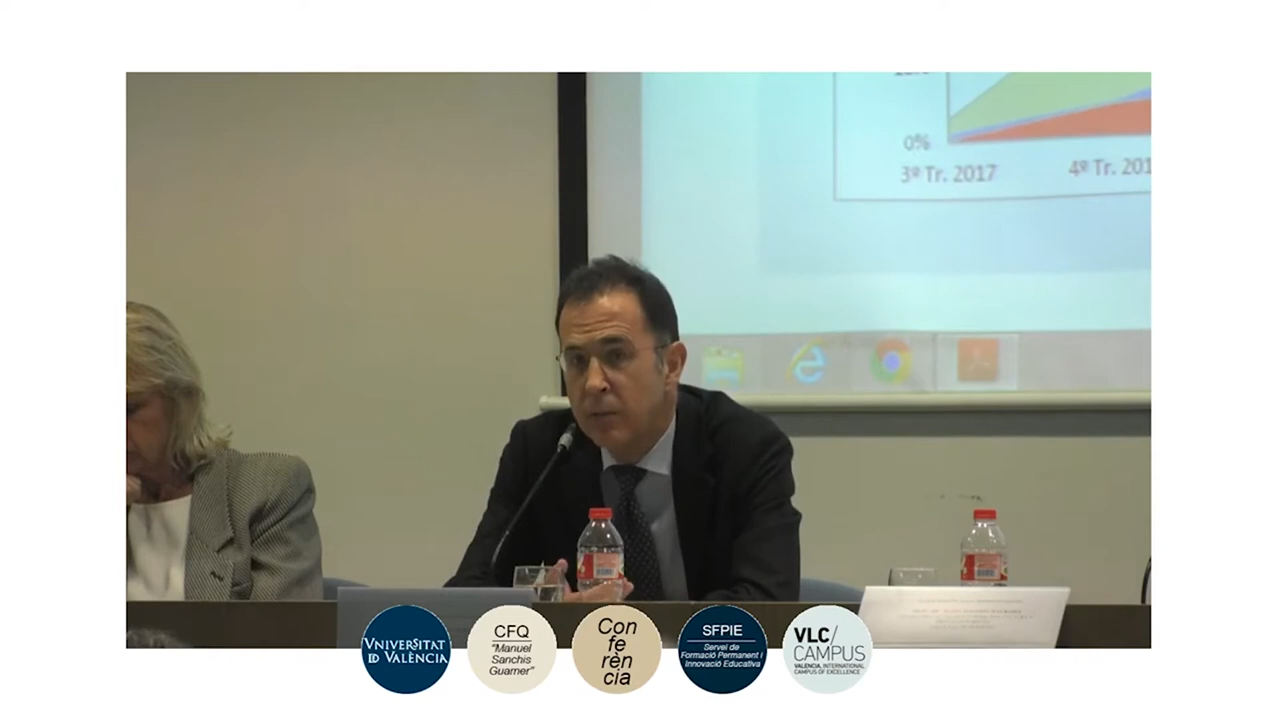 0%
3º Tr. 2017
4º Tr. 201
VNIVERSITAT
ID VALÈNCIA
CFQ
"Manuel
Sanchis
Guarner"
Con
fe
rèn
cia
SFPIE
Servei de
Formació Permanent i
Innovació Educativa
VLC/
CAMPUS
VALENCIA, INTERNATIONAL
CAMPUS OF EXCELLENCE